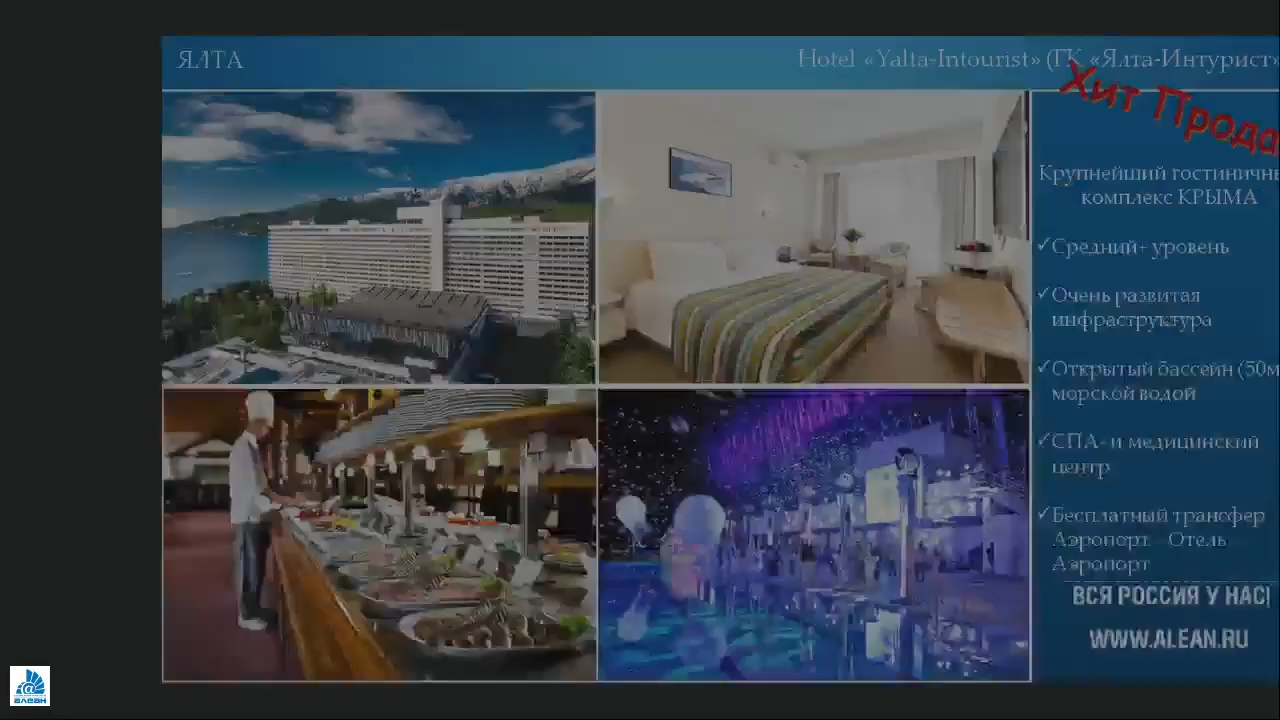 ЯЛТА
Hotel «Yalta-Intourist» (ГК «Ялта-Интурист»
Хит Прода
Крупнейший гостиничн
комплекс КРЫМА
✓Средний+ уровень
✓Очень развитая
инфраструктура
✓Открытый бассейн (50м
морской водой
✓СПА- и медицинский
центр
✓Бесплатный трансфер
Аэропорт – Отель
Аэропорт
ВСЯ РОССИЯ У НАС!
WWW.ALEAN.RU
АЛЕАН